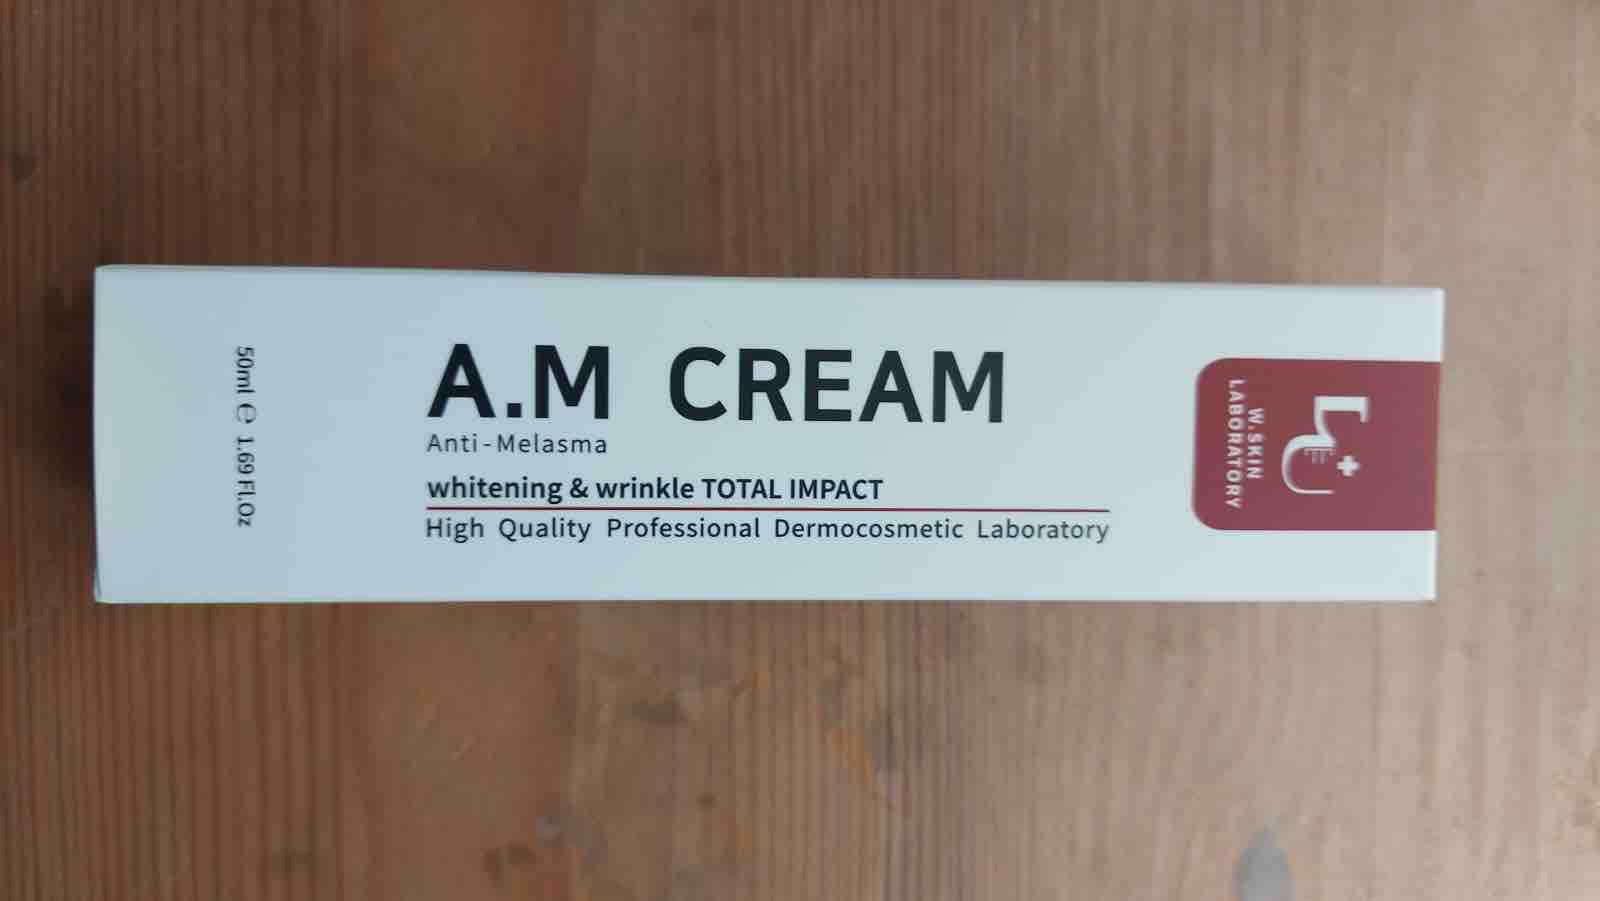 A.M CREAM
Anti-Melasma
whitening & wrinkle TOTAL IMPACT
High Quality Professional Dermocosmetic Laboratory
50ml ℮ 1.69 Fl.Oz
W.SKIN
LABORATORY